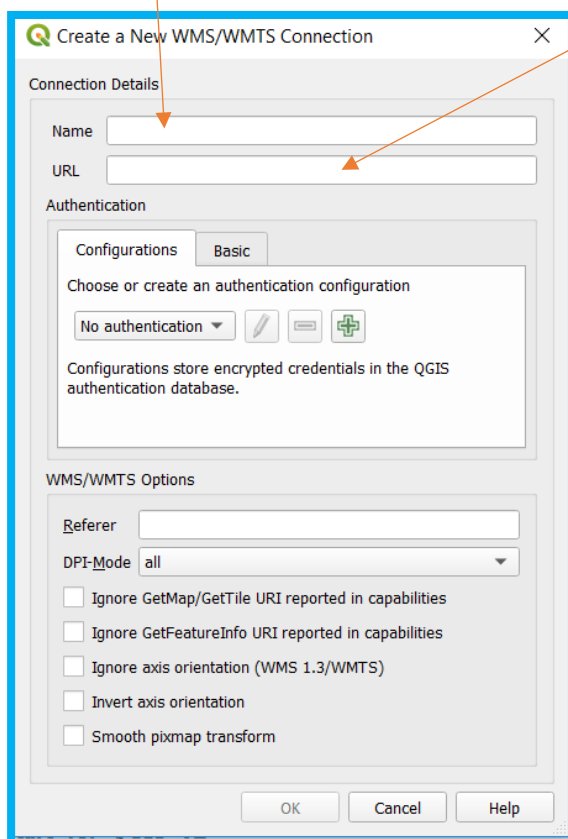 Create a New WMS/WMTS Connection
Connection Details
Name
URL
Authentication
Configurations Basic
Choose or create an authentication configuration
No authentication
Configurations store encrypted credentials in the QGIS
authentication database.
WMS/WMTS Options
Referer
DPI-Mode all
Ignore GetMap/GetTile URI reported in capabilities
Ignore GetFeatureInfo URI reported in capabilities
Ignore axis orientation (WMS 1.3/WMTS)
Invert axis orientation
Smooth pixmap transform
OK Cancel Help